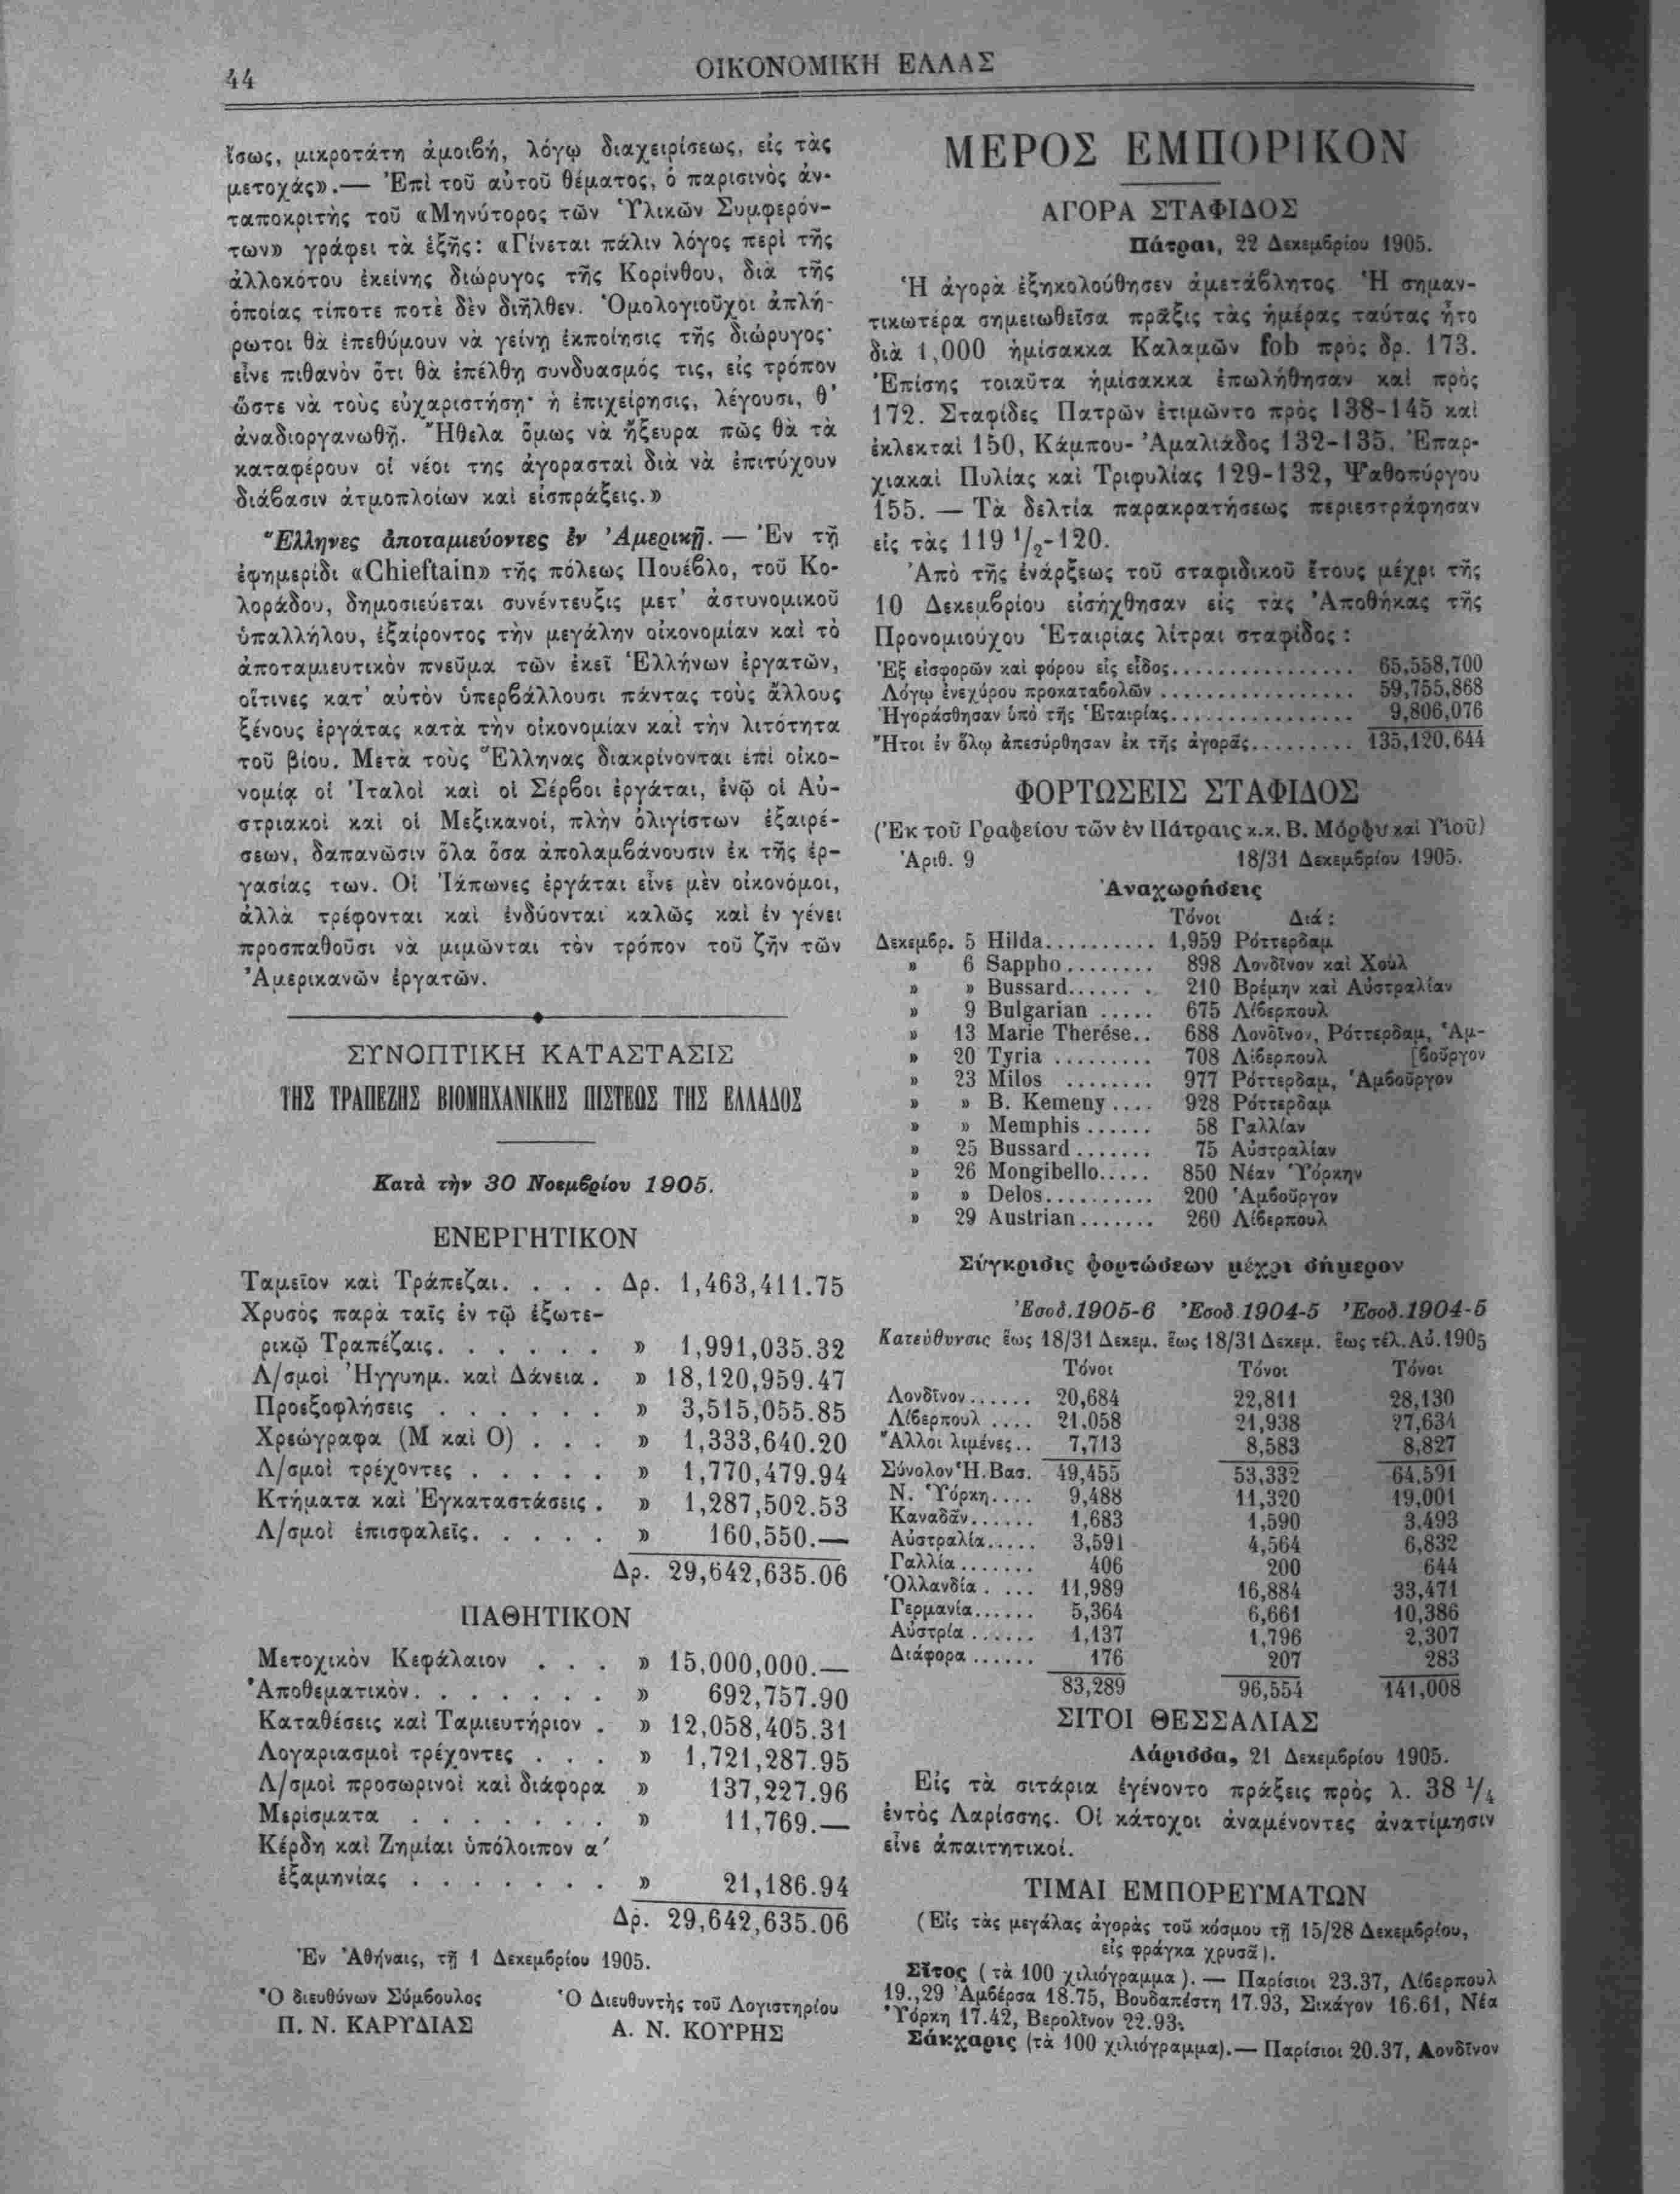 44
ΟΙΚΟΝΟΜΙΚΗ ΕΛΛΑΣ
ἴσως, μικροτάτη ἀμοιβή, λόγῳ διαχειρίσεως, εἰς τὰς
μετοχάς».— Ἐπὶ τοῦ αὐτοῦ θέματος, ὁ παρισινὸς ἀν-
ταποκριτὴς τοῦ «Μηνύτορος τῶν Ὑλικῶν Συμφερόν-
των» γράφει τὰ ἑξῆς: «Γίνεται πάλιν λόγος περὶ τῆς
ἀλλοκότου ἐκείνης διώρυγος τῆς Κορίνθου, διὰ τῆς
ὁποίας τίποτε ποτὲ δὲν διῆλθεν. Ὁμολογιοῦχοι ἀπλή-
ρωτοι θὰ ἐπεθύμουν νὰ γείνῃ ἐκποίησις τῆς διώρυγος·
εἶνε πιθανὸν ὅτι θὰ ἐπέλθῃ συνδυασμός τις, εἰς τρόπον
ὥστε νὰ τοὺς εὐχαριστήσῃ· ἡ ἐπιχείρησις, λέγουσι, θ’
ἀναδιοργανωθῇ. Ἤθελα ὅμως νὰ ἤξευρα πῶς θὰ τὰ
καταφέρουν οἱ νέοι της ἀγορασταὶ διὰ νὰ ἐπιτύχουν
διάβασιν ἀτμοπλοίων καὶ εἰσπράξεις.»
Ἕλληνες ἀποταμιεύοντες ἐν Ἀμερικῇ. — Ἐν τῇ
ἐφημερίδι «Chieftain» τῆς πόλεως Πουέβλο, τοῦ Κο-
λοράδου, δημοσιεύεται συνέντευξις μετ’ ἀστυνομικοῦ
ὑπαλλήλου, ἐξαίροντος τὴν μεγάλην οἰκονομίαν καὶ τὸ
ἀποταμιευτικὸν πνεῦμα τῶν ἐκεῖ Ἑλλήνων ἐργατῶν,
οἵτινες κατ’ αὐτὸν ὑπερβάλλουσι πάντας τοὺς ἄλλους
ξένους ἐργάτας κατὰ τὴν οἰκονομίαν καὶ τὴν λιτότητα
τοῦ βίου. Μετὰ τοὺς Ἕλληνας διακρίνονται ἐπὶ οἰκο-
νομίᾳ οἱ Ἰταλοὶ καὶ οἱ Σέρβοι ἐργάται, ἐνῷ οἱ Αὐ-
στριακοὶ καὶ οἱ Μεξικανοί, πλὴν ὀλιγίστων ἐξαιρέ-
σεων, δαπανῶσιν ὅλα ὅσα ἀπολαμβάνουσιν ἐκ τῆς ἐρ-
γασίας των. Οἱ Ἰάπωνες ἐργάται εἶνε μὲν οἰκονόμοι,
ἀλλὰ τρέφονται καὶ ἐνδύονται καλῶς καὶ ἐν γένει
προσπαθοῦσι νὰ μιμῶνται τὸν τρόπον τοῦ ζῆν τῶν
Ἀμερικανῶν ἐργατῶν.
ΣΥΝΟΠΤΙΚΗ ΚΑΤΑΣΤΑΣΙΣ
ΤΗΣ ΤΡΑΠΕΖΗΣ ΒΙΟΜΗΧΑΝΙΚΗΣ ΠΙΣΤΕΩΣ ΤΗΣ ΕΛΛΑΔΟΣ
Κατὰ τὴν 30 Νοεμβρίου 1905.
ΕΝΕΡΓΗΤΙΚΟΝ
Ταμεῖον καὶ Τράπεζαι. . . . Δρ. 1,463,411.75
Χρυσὸς παρὰ ταῖς ἐν τῷ ἐξωτε-
ρικῷ Τραπέζαις. . . . . . » 1,991,035.32
Λ/σμοὶ Ἠγγυημ. καὶ Δάνεια . » 18,120,959.47
Προεξοφλήσεις . . . . . . » 3,515,055.85
Χρεώγραφα (Μ καὶ Ο) . . . » 1,333,640.20
Λ/σμοὶ τρέχοντες . . . . . » 1,770,479.94
Κτήματα καὶ Ἐγκαταστάσεις . » 1,287,502.53
Λ/σμοὶ ἐπισφαλεῖς. . . . . » 160,550.—
Δρ. 29,642,635.06
ΠΑΘΗΤΙΚΟΝ
Μετοχικὸν Κεφάλαιον . . . » 15,000,000.—
Ἀποθεματικόν. . . . . . . » 692,757.90
Καταθέσεις καὶ Ταμιευτήριον . » 12,058,405.31
Λογαριασμοὶ τρέχοντες . . . » 1,721,287.95
Λ/σμοὶ προσωρινοὶ καὶ διάφορα » 137,227.96
Μερίσματα . . . . . . . » 11,769.—
Κέρδη καὶ Ζημίαι ὑπόλοιπον α′
ἑξαμηνίας . . . . . . . » 21,186.94
Δρ. 29,642,635.06
Ἐν Ἀθήναις, τῇ 1 Δεκεμβρίου 1905.
Ὁ διευθύνων Σύμβουλος
Π. Ν. ΚΑΡΥΔΙΑΣ
Ὁ Διευθυντὴς τοῦ Λογιστηρίου
Α. Ν. ΚΟΥΡΗΣ
ΜΕΡΟΣ ΕΜΠΟΡΙΚΟΝ
ΑΓΟΡΑ ΣΤΑΦΙΔΟΣ
Πάτραι, 22 Δεκεμβρίου 1905.
Ἡ ἀγορὰ ἐξηκολούθησεν ἀμετάβλητος Ἡ σημαν-
τικωτέρα σημειωθεῖσα πρᾶξις τὰς ἡμέρας ταύτας ἦτο
διὰ 1,000 ἡμίσακκα Καλαμῶν fob πρὸς δρ. 173.
Ἐπίσης τοιαῦτα ἡμίσακκα ἐπωλήθησαν καὶ πρὸς
172. Σταφίδες Πατρῶν ἐτιμῶντο πρὸς 138-145 καὶ
ἐκλεκταὶ 150, Κάμπου-Ἀμαλιάδος 132-135. Ἐπαρ-
χιακαὶ Πυλίας καὶ Τριφυλίας 129-132, Ψαθοπύργου
155. — Τὰ δελτία παρακρατήσεως περιεστράφησαν
εἰς τὰς 119 1/2-120.
Ἀπὸ τῆς ἐνάρξεως τοῦ σταφιδικοῦ ἔτους μέχρι τῆς
10 Δεκεμβρίου εἰσήχθησαν εἰς τὰς Ἀποθήκας τῆς
Προνομιούχου Ἑταιρίας λίτραι σταφίδος :
Ἐξ εἰσφορῶν καὶ φόρου εἰς εἶδος................ 65,558,700
Λόγῳ ἐνεχύρου προκαταβολῶν ................ 59,755,868
Ἠγοράσθησαν ὑπὸ τῆς Ἑταιρίας................ 9,806,076
Ἤτοι ἐν ὅλῳ ἀπεσύρθησαν ἐκ τῆς ἀγορᾶς.......... 135,120,644
ΦΟΡΤΩΣΕΙΣ ΣΤΑΦΙΔΟΣ
(Ἐκ τοῦ Γραφείου τῶν ἐν Πάτραις κ.κ. Β. Μόρφυ καὶ Υἱοῦ)
Ἀριθ. 9 18/31 Δεκεμβρίου 1905.
Ἀναχωρήσεις
Τόνοι Διά :
Δεκεμβρ. 5 Hilda.......... 1,959 Ρόττερδαμ
» 6 Sappho ........ 898 Λονδῖνον καὶ Χούλ
» » Bussard...... . 210 Βρέμην καὶ Αὐστραλίαν
» 9 Bulgarian ..... 675 Λίβερπουλ
» 13 Marie Therése.. 688 Λονδῖνον, Ρόττερδαμ, Ἀμ-
» 20 Tyria ......... 708 Λίβερπουλ [βοῦργον
» 23 Milos ........ 977 Ρόττερδαμ, Ἀμβοῦργον
» » B. Kemeny .... 928 Ρόττερδαμ
» » Memphis ...... 58 Γαλλίαν
» 25 Bussard ....... 75 Αὐστραλίαν
» 26 Mongibello..... 850 Νέαν Ὑόρκην
» » Delos.......... 200 Ἀμβοῦργον
» 29 Austrian....... 260 Λίβερπουλ
Σύγκρισις φορτώσεων μέχρι σήμερον
Ἐσοδ.1905-6 Ἐσοδ.1904-5 Ἐσοδ.1904-5
Κατεύθυνσις ἕως 18/31 Δεκεμ. ἕως 18/31 Δεκεμ. ἕως τέλ.Αὐ.1905
Τόνοι Τόνοι Τόνοι
Λονδῖνον...... 20,684 22,811 28,130
Λίβερπουλ .... 21.058 21,938 27,634
Ἄλλοι λιμένες.. 7,713 8,583 8,827
Σύνολον Ἡ.Βασ. 49,455 53,332 64,591
Ν. Ὑόρκη.... 9,488 11,320 19,001
Καναδᾶν...... 1,683 1,590 3.493
Αὐστραλία..... 3,591 4,564 6,832
Γαλλία....... 406 200 644
Ὁλλανδία . ... 11,989 16,884 33,471
Γερμανία...... 5,364 6,661 10,386
Αὐστρία ...... 1,137 1,796 2,307
Διάφορα ...... 176 207 283
83,289 96,554 141,008
ΣΙΤΟΙ ΘΕΣΣΑΛΙΑΣ
Λάρισσα, 21 Δεκεμβρίου 1905.
Εἰς τὰ σιτάρια ἐγένοντο πράξεις πρὸς λ. 38 1/4
ἐντὸς Λαρίσσης. Οἱ κάτοχοι ἀναμένοντες ἀνατίμησιν
εἶνε ἀπαιτητικοί.
ΤΙΜΑΙ ΕΜΠΟΡΕΥΜΑΤΩΝ
(Εἰς τὰς μεγάλας ἀγορὰς τοῦ κόσμου τῇ 15/28 Δεκεμβρίου,
εἰς φράγκα χρυσᾶ).
Σῖτος (τὰ 100 χιλιόγραμμα). — Παρίσιοι 23.37, Λίβερπουλ
19.,29 Ἀμβέρσα 18.75, Βουδαπέστη 17.93, Σικάγον 16.61, Νέα
Ὑόρκη 17.42, Βερολῖνον 22.93.
Σάκχαρις (τὰ 100 χιλιόγραμμα).— Παρίσιοι 20.37, Λονδῖνον